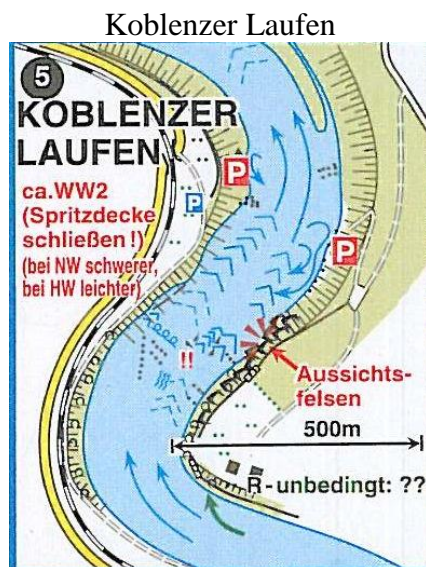 Koblenzer Laufen
5
KOBLENZER
LAUFEN
ca.WW2
(Spritzdecke
schließen!)
(bei NW schwerer,
bei HW leichter)
P
P
P
!!
Aussichts-
felsen
500m
R-unbedingt: ??